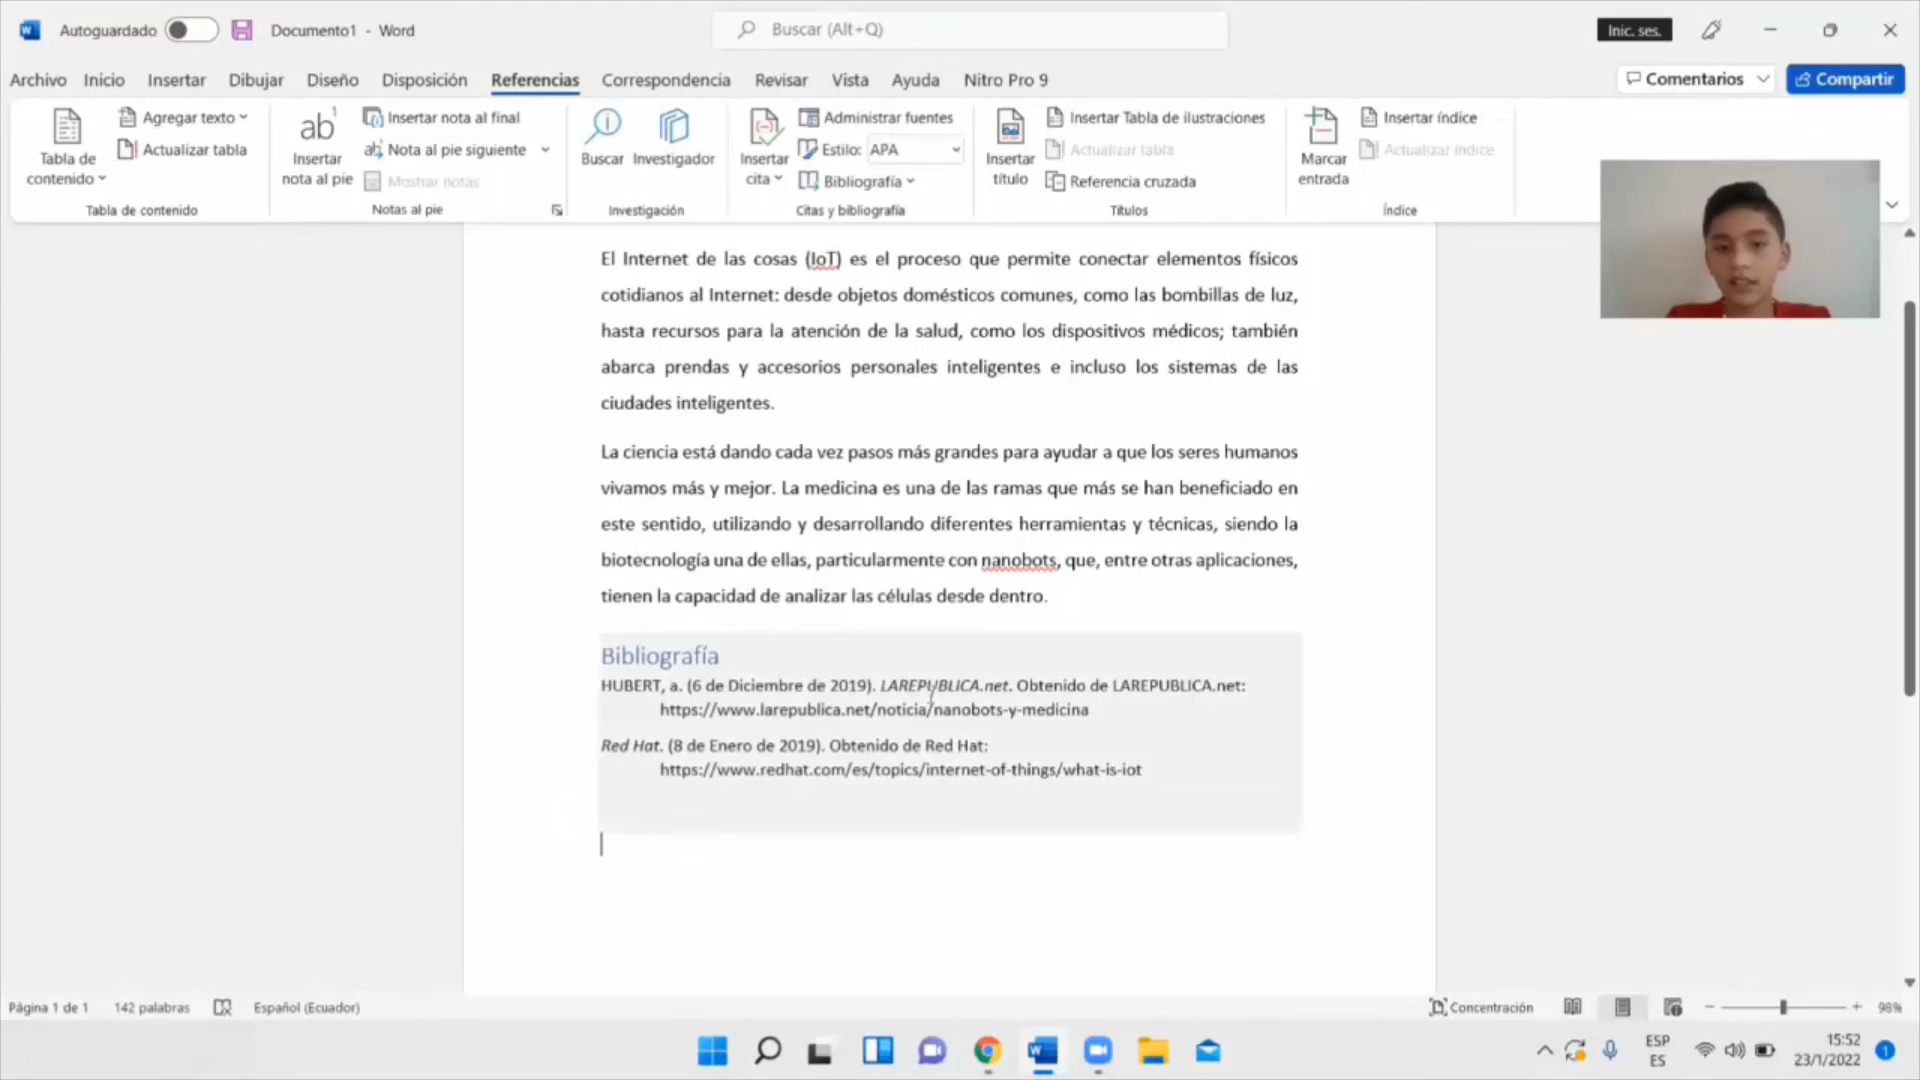 Autoguardado Documento1 - Word Buscar (Alt+Q) Inic. ses.
Archivo Inicio Insertar Dibujar Diseño Disposición Referencias Correspondencia Revisar Vista Ayuda Nitro Pro 9 Comentarios Compartir
Tabla de contenido
Agregar texto
Actualizar tabla
Tabla de contenido
Insertar nota al pie
Insertar nota al final
Nota al pie siguiente
Mostrar notas
Notas al pie
Buscar
Investigador
Investigación
Insertar cita
Administrar fuentes
Estilo: APA
Bibliografía
Citas y bibliografía
Insertar título
Insertar Tabla de ilustraciones
Actualizar tabla
Referencia cruzada
Títulos
Marcar entrada
Insertar índice
Actualizar índice
Índice
El Internet de las cosas (IoT) es el proceso que permite conectar elementos físicos
cotidianos al Internet: desde objetos domésticos comunes, como las bombillas de luz,
hasta recursos para la atención de la salud, como los dispositivos médicos; también
abarca prendas y accesorios personales inteligentes e incluso los sistemas de las
ciudades inteligentes.
La ciencia está dando cada vez pasos más grandes para ayudar a que los seres humanos
vivamos más y mejor. La medicina es una de las ramas que más se han beneficiado en
este sentido, utilizando y desarrollando diferentes herramientas y técnicas, siendo la
biotecnología una de ellas, particularmente con nanobots, que, entre otras aplicaciones,
tienen la capacidad de analizar las células desde dentro.
Bibliografía
HUBERT, a. (6 de Diciembre de 2019). LAREPUBLICA.net. Obtenido de LAREPUBLICA.net:
https://www.larepublica.net/noticia/nanobots-y-medicina
Red Hat. (8 de Enero de 2019). Obtenido de Red Hat:
https://www.redhat.com/es/topics/internet-of-things/what-is-iot
Página 1 de 1 142 palabras Español (Ecuador) Concentración 98%
ESP
ES
15:52
23/1/2022
1